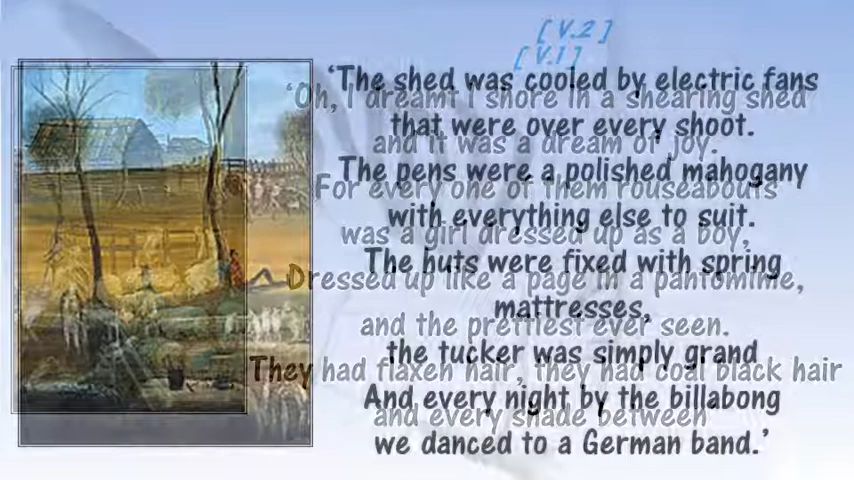 [ V.2 ]
[ V.1 ]
‘The shed was cooled by electric fans
‘Oh, I dreamt I shore in a shearing shed
that were over every shoot.
and it was a dream of joy.
The pens were a polished mahogany
For every one of them rouseabouts
with everything else to suit.
was a girl dressed up as a boy,
The huts were fixed with spring
Dressed up like a page in a pantomime,
mattresses,
and the prettiest ever seen.
the tucker was simply grand
They had flaxen hair, they had coal black hair
And every night by the billabong
and every shade between
we danced to a German band.’